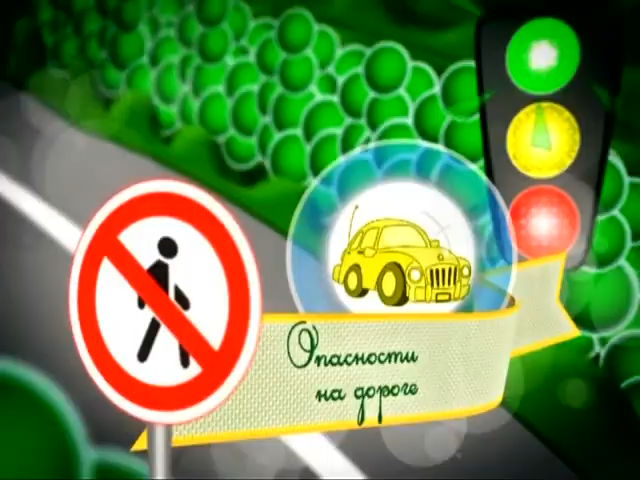 Опасности
на дороге